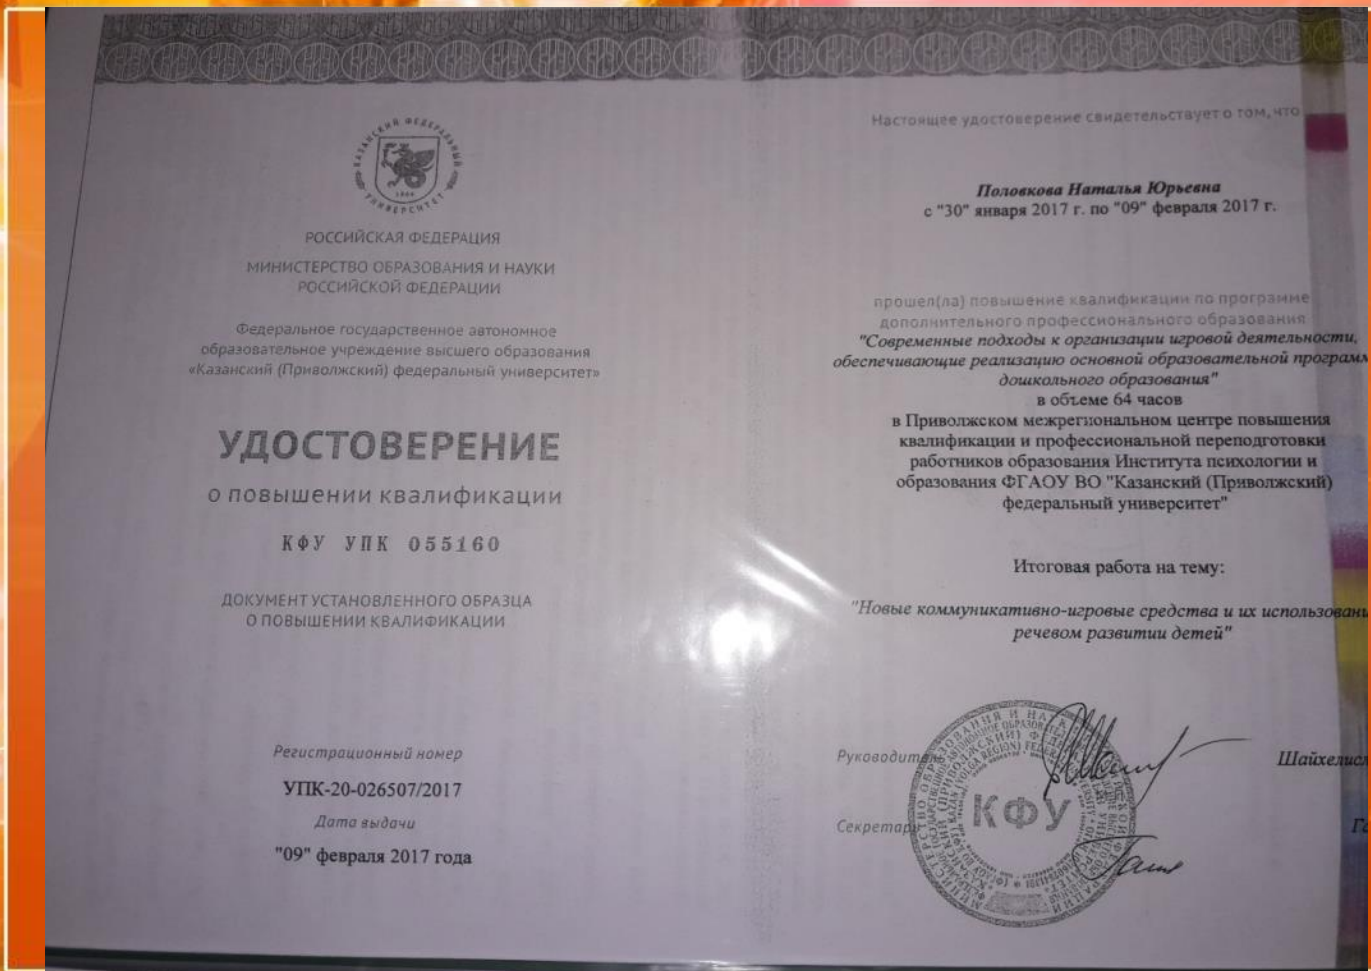 КАЗАНСКИЙ ФЕДЕРАЛЬНЫЙ УНИВЕРСИТЕТ
1804
РОССИЙСКАЯ ФЕДЕРАЦИЯ
МИНИСТЕРСТВО ОБРАЗОВАНИЯ И НАУКИ
РОССИЙСКОЙ ФЕДЕРАЦИИ
Федеральное государственное автономное
образовательное учреждение высшего образования
«Казанский (Приволжский) федеральный университет»
УДОСТОВЕРЕНИЕ
о повышении квалификации
КФУ УПК 055160
ДОКУМЕНТ УСТАНОВЛЕННОГО ОБРАЗЦА
О ПОВЫШЕНИИ КВАЛИФИКАЦИИ
Регистрационный номер
УПК-20-026507/2017
Дата выдачи
"09" февраля 2017 года
Настоящее удостоверение свидетельствует о том, что
Половкова Наталья Юрьевна
с "30" января 2017 г. по "09" февраля 2017 г.
прошел(ла) повышение квалификации по программе
дополнительного профессионального образования
"Современные подходы к организации игровой деятельности,
обеспечивающие реализацию основной образовательной програм
дошкольного образования"
в объеме 64 часов
в Приволжском межрегиональном центре повышения
квалификации и профессиональной переподготовки
работников образования Института психологии и
образования ФГАОУ ВО "Казанский (Приволжский)
федеральный университет"
Итоговая работа на тему:
"Новые коммуникативно-игровые средства и их использовани
речевом развитии детей"
Руководит
Шайхелисл
Секретар
КФУ